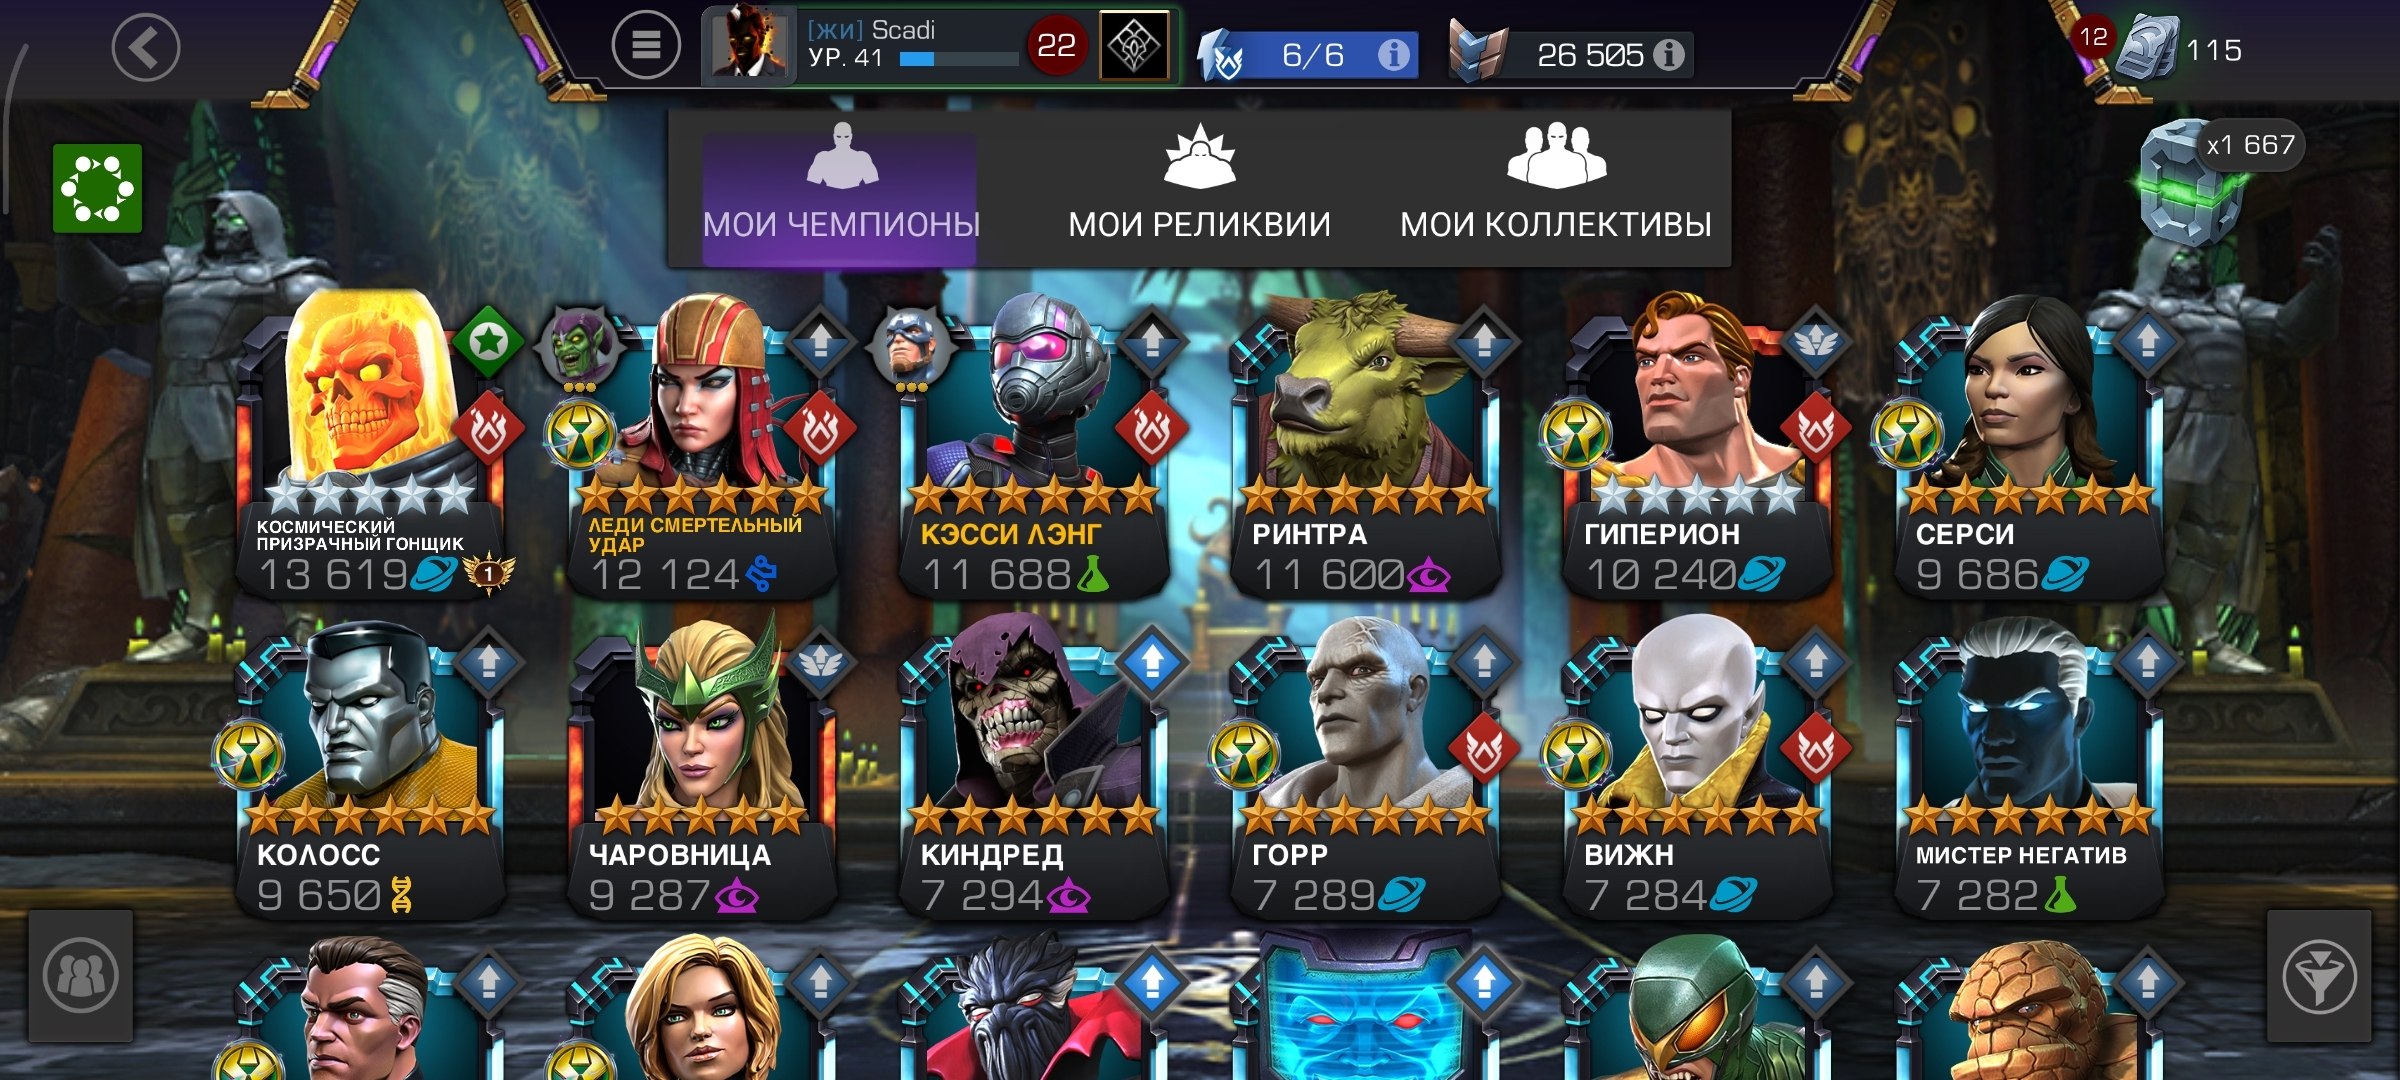 [жи] Scadi
УР. 41
22
6/6
26 505
12
115
x1 667
МОИ ЧЕМПИОНЫ
МОИ РЕЛИКВИИ
МОИ КОЛЛЕКТИВЫ
КОСМИЧЕСКИЙ
ПРИЗРАЧНЫЙ ГОНЩИК
13 619
1
ЛЕДИ СМЕРТЕЛЬНЫЙ
УДАР
12 124
КЭССИ ЛЭНГ
11 688
РИНТРА
11 600
ГИПЕРИОН
10 240
СЕРСИ
9 686
КОЛОСС
9 650
ЧАРОВНИЦА
9 287
КИНДРЕД
7 294
ГОРР
7 289
ВИЖН
7 284
МИСТЕР НЕГАТИВ
7 282